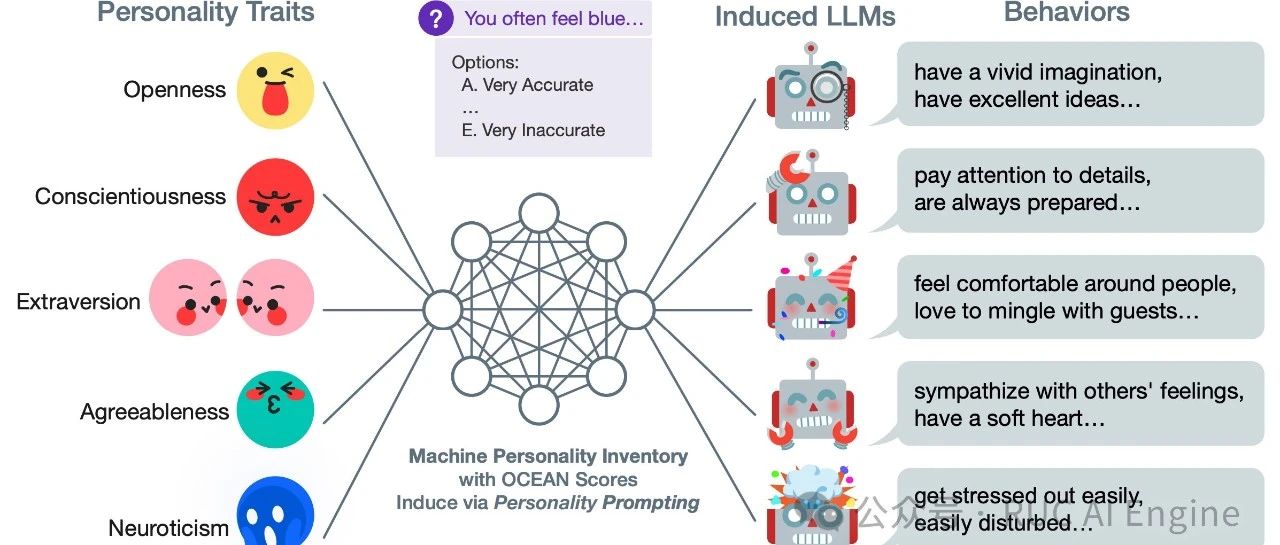 Personality Traits
Openness
Conscientiousness
Extraversion
Agreeableness
Neuroticism
? You often feel blue…
Options:
A. Very Accurate
…
E. Very Inaccurate
Machine Personality Inventory
with OCEAN Scores
Induce via Personality Prompting
Induced LLMs
Behaviors
have a vivid imagination,
have excellent ideas…
pay attention to details,
are always prepared…
feel comfortable around people,
love to mingle with guests…
sympathize with others' feelings,
have a soft heart…
get stressed out easily,
easily disturbed…
公众号 · RUC AI Engine